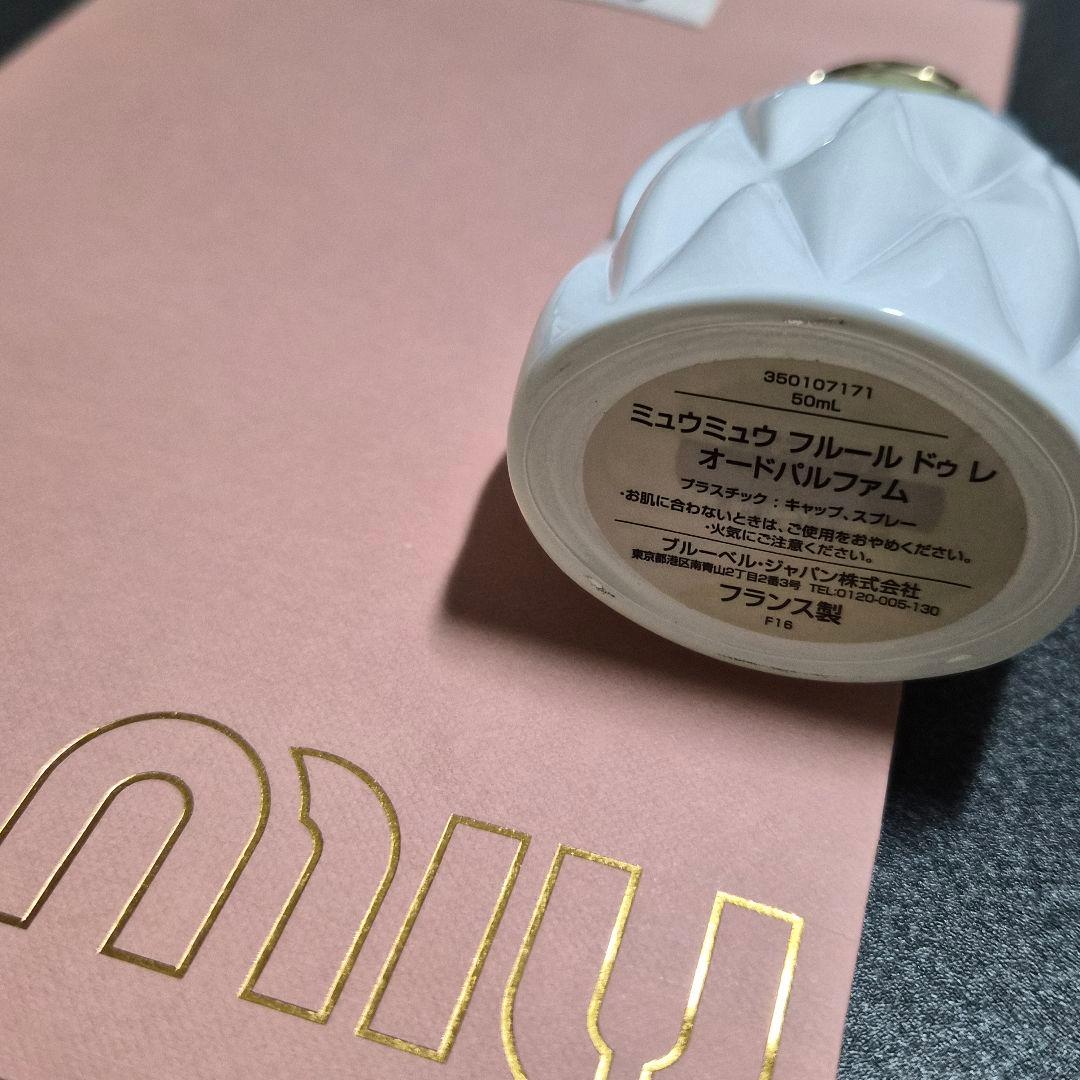 350107171
50mL
ミュウミュウ フルール ドゥ レ
オードパルファム
プラスチック：キャップ、スプレー
・お肌に合わないときは、ご使用をおやめください。
・火気にご注意ください。
ブルーベル・ジャパン株式会社
東京都港区南青山2丁目2番3号 TEL:0120-005-130
フランス製
F16
miu